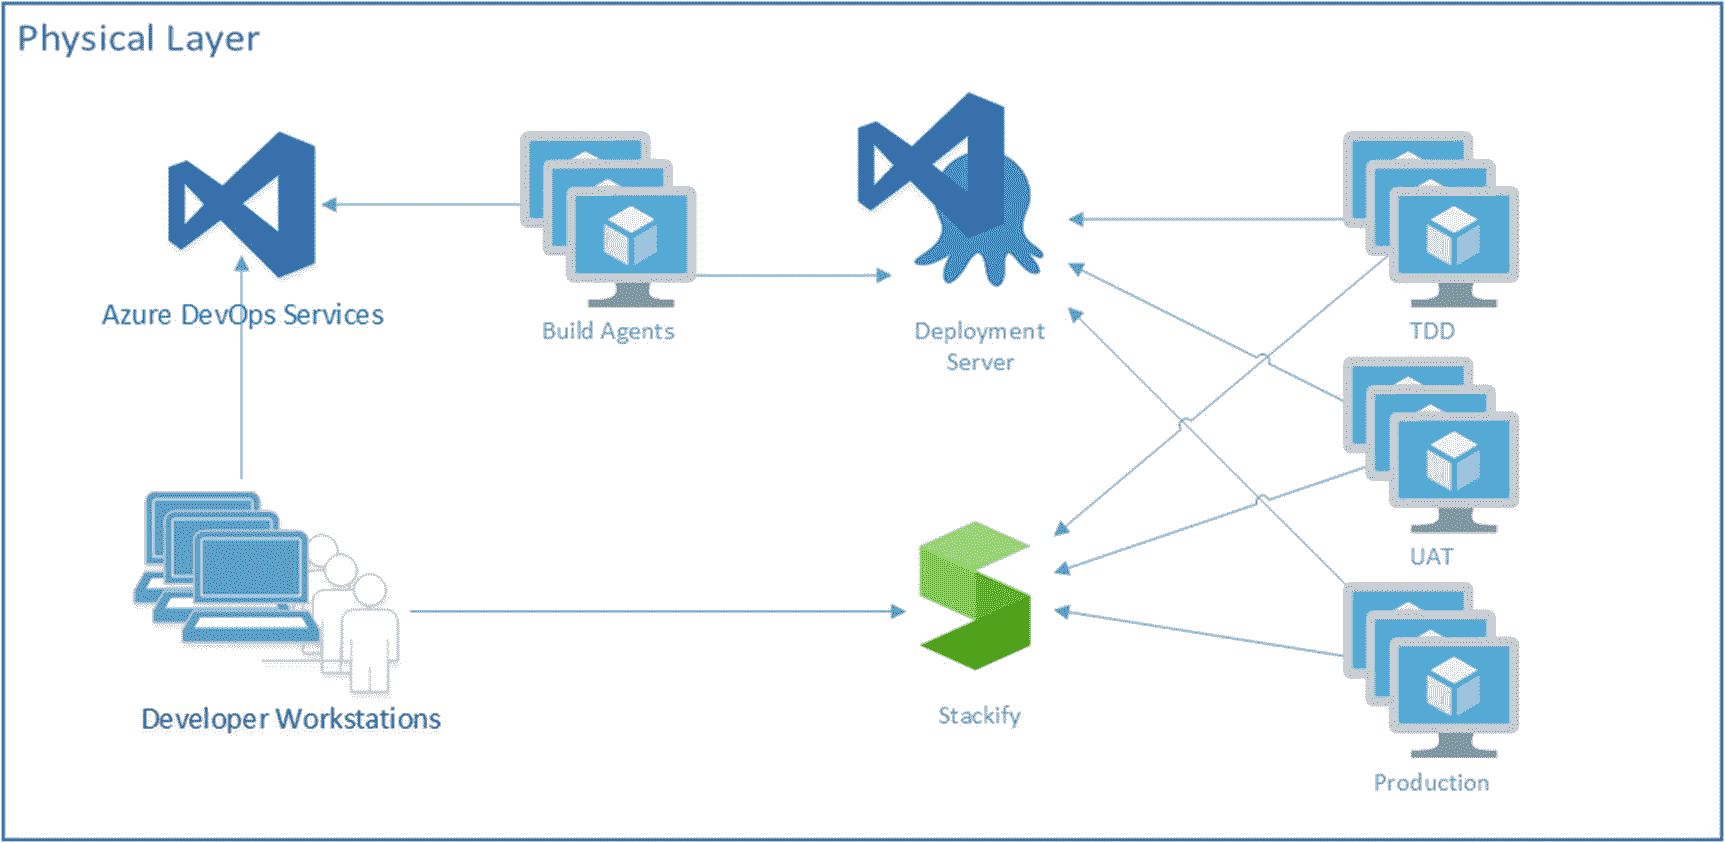 Physical Layer
Azure DevOps Services
Build Agents
Deployment
Server
TDD
UAT
Developer Workstations
Stackify
Production